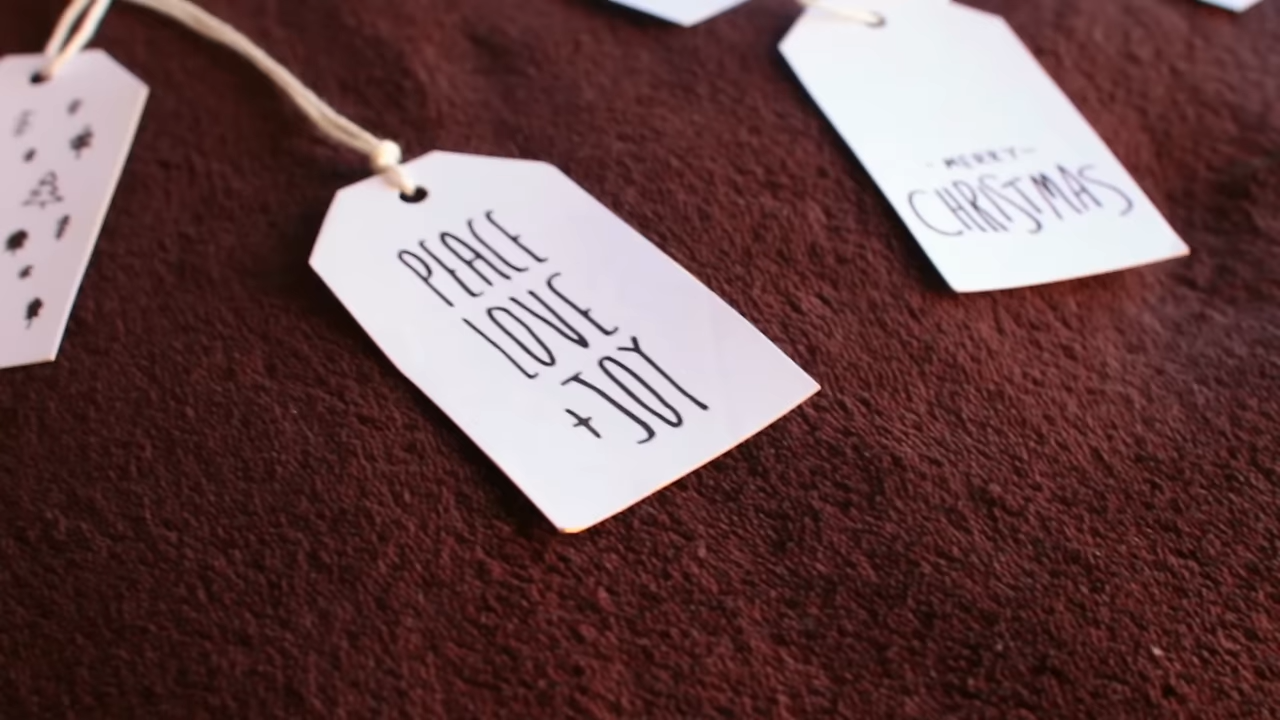 PEACE
LOVE
+ JOY
- MERRY -
CHRISTMAS